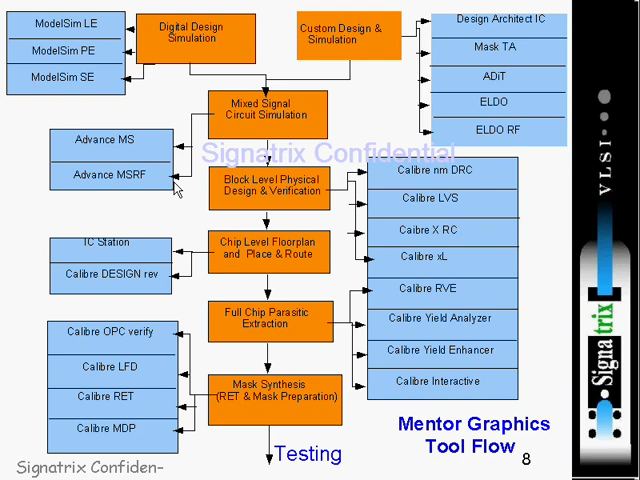 ModelSim LE
ModelSim PE
ModelSim SE
Digital Design
Simulation
Custom Design &
Simulation
Design Architect IC
Mask TA
ADiT
ELDO
ELDO RF
Mixed Signal
Circuit Simulation
Advance MS
Advance MSRF
Signatrix Confidential
Block Level Physical
Design & Verification
Calibre nm DRC
Calibre LVS
Caibre X RC
Calibre xL
IC Station
Calibre DESIGN rev
Chip Level Floorplan
and Place & Route
Full Chip Parasitic
Extraction
Calibre RVE
Calibre Yield Analyzer
Calibre Yield Enhancer
Calibre Interactive
Calibre OPC verify
Calibre LFD
Calibre RET
Calibre MDP
Mask Synthesis
(RET & Mask Preparation)
Testing
Mentor Graphics
Tool Flow
8
Signatrix Confiden-
VLSI
Signatrix